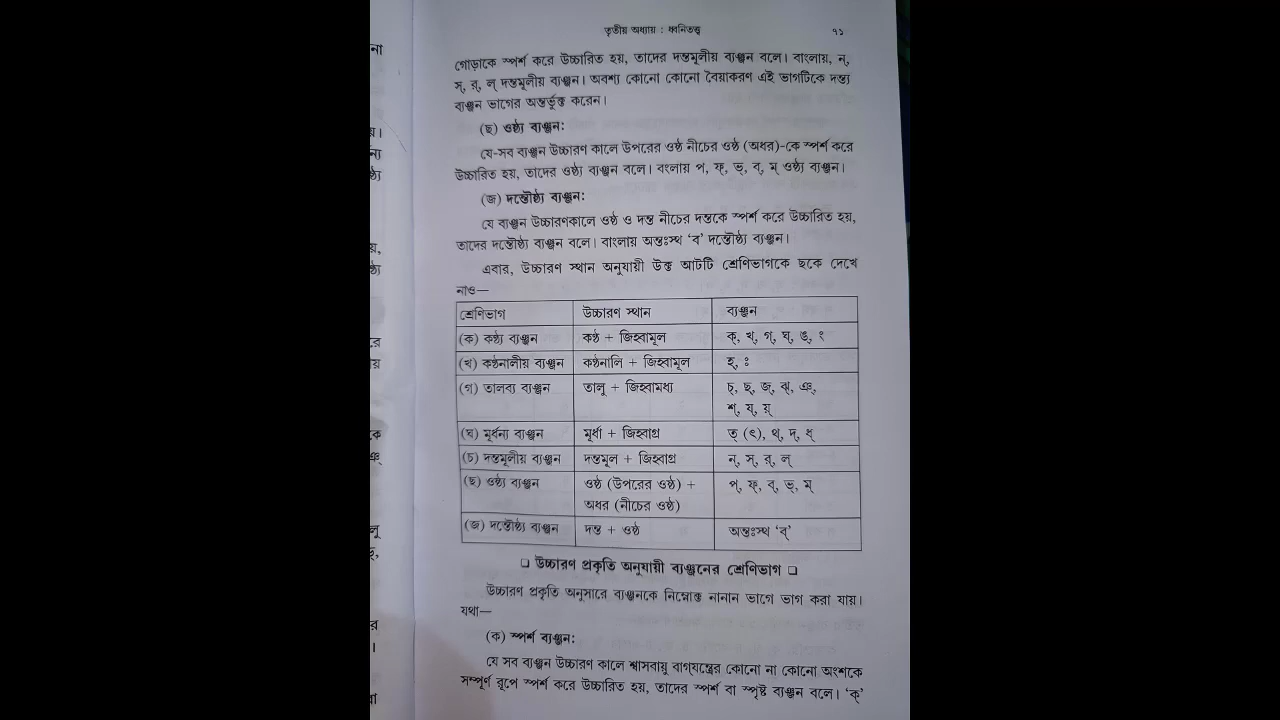 তৃতীয় অধ্যায় : ধ্বনিতত্ত্ব ৭১
গোড়াকে স্পর্শ করে উচ্চারিত হয়, তাদের দন্তমূলীয় ব্যঞ্জন বলে। বাংলায়, ন্,
স্, র্, ল্ দন্তমূলীয় ব্যঞ্জন। অবশ্য কোনো কোনো বৈয়াকরণ এই ভাগটিকে দন্ত্য
ব্যঞ্জন ভাগের অন্তর্ভুক্ত করেন।
(ছ) ওষ্ঠ্য ব্যঞ্জন:
যে-সব ব্যঞ্জন উচ্চারণ কালে উপরের ওষ্ঠ নীচের ওষ্ঠ (অধর)-কে স্পর্শ করে
উচ্চারিত হয়, তাদের ওষ্ঠ্য ব্যঞ্জন বলে। বংলায় প, ফ্, ভ্, ব্, ম্ ওষ্ঠ্য ব্যঞ্জন।
(জ) দন্তৌষ্ঠ্য ব্যঞ্জন:
যে ব্যঞ্জন উচ্চারণকালে ওষ্ঠ ও দন্ত নীচের দন্তকে স্পর্শ করে উচ্চারিত হয়,
তাদের দন্তৌষ্ঠ্য ব্যঞ্জন বলে। বাংলায় অন্তঃস্থ ‘ব’ দন্তৌষ্ঠ্য ব্যঞ্জন।
এবার, উচ্চারণ স্থান অনুযায়ী উক্ত আটটি শ্রেণিভাগকে ছকে দেখে
নাও—
শ্রেণিভাগ উচ্চারণ স্থান ব্যঞ্জন
(ক) কণ্ঠ্য ব্যঞ্জন কণ্ঠ + জিহ্বামূল ক্, খ্, গ্, ঘ্, ঙ্, ং
(খ) কণ্ঠনালীয় ব্যঞ্জন কণ্ঠনালি + জিহ্বামূল হ্, ঃ
(গ) তালব্য ব্যঞ্জন তালু + জিহ্বামধ্য চ্, ছ্, জ্, ঝ্, ঞ্,
শ্, য্, য়্
(ঘ) মূর্ধন্য ব্যঞ্জন মূর্ধা + জিহ্বাগ্র ত্ (ৎ), থ্, দ্, ধ্
(চ) দন্তমূলীয় ব্যঞ্জন দন্তমূল + জিহ্বাগ্র ন্, স্, র্, ল্
(ছ) ওষ্ঠ্য ব্যঞ্জন ওষ্ঠ (উপরের ওষ্ঠ) + প্, ফ্, ব্, ভ্, ম্
অধর (নীচের ওষ্ঠ)
(জ) দন্তৌষ্ঠ্য ব্যঞ্জন দন্ত + ওষ্ঠ অন্তঃস্থ ‘ব্’
❑ উচ্চারণ প্রকৃতি অনুযায়ী ব্যঞ্জনের শ্রেণিভাগ ❑
উচ্চারণ প্রকৃতি অনুসারে ব্যঞ্জনকে নিম্নোক্ত নানান ভাগে ভাগ করা যায়।
যথা—
(ক) স্পর্শ ব্যঞ্জন:
যে সব ব্যঞ্জন উচ্চারণ কালে শ্বাসবায়ু বাগ্‌যন্ত্রের কোনো না কোনো অংশকে
সম্পূর্ণ রূপে স্পর্শ করে উচ্চারিত হয়, তাদের স্পর্শ বা স্পৃষ্ট ব্যঞ্জন বলে। ‘ক্’